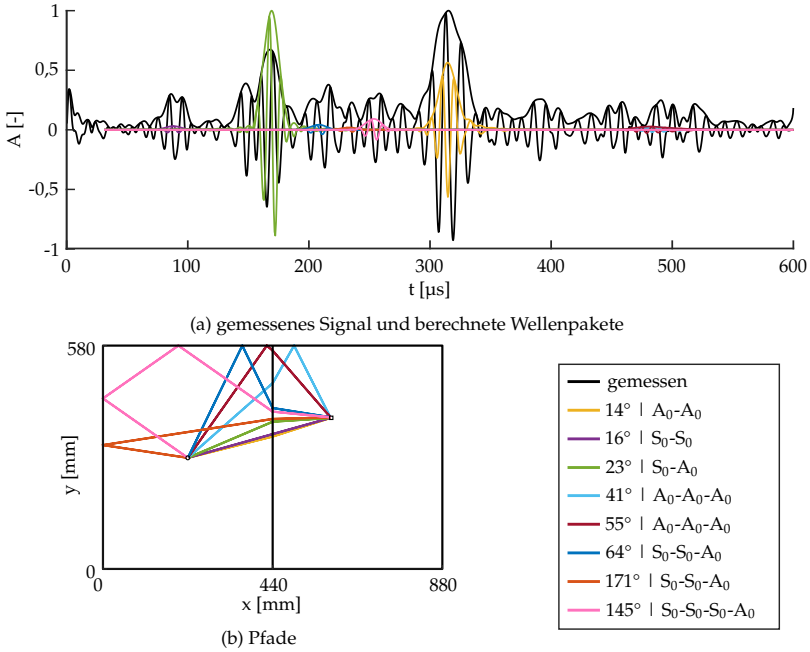 1
0,5
0
-0,5
-1
A [-]
0
100
200
300
400
500
600
t [µs]
(a) gemessenes Signal und berechnete Wellenpakete
580
y [mm]
0
0
440
880
x [mm]
(b) Pfade
gemessen
14° | A₀-A₀
16° | S₀-S₀
23° | S₀-A₀
41° | A₀-A₀-A₀
55° | A₀-A₀-A₀
64° | S₀-S₀-A₀
171° | S₀-S₀-A₀
145° | S₀-S₀-S₀-A₀